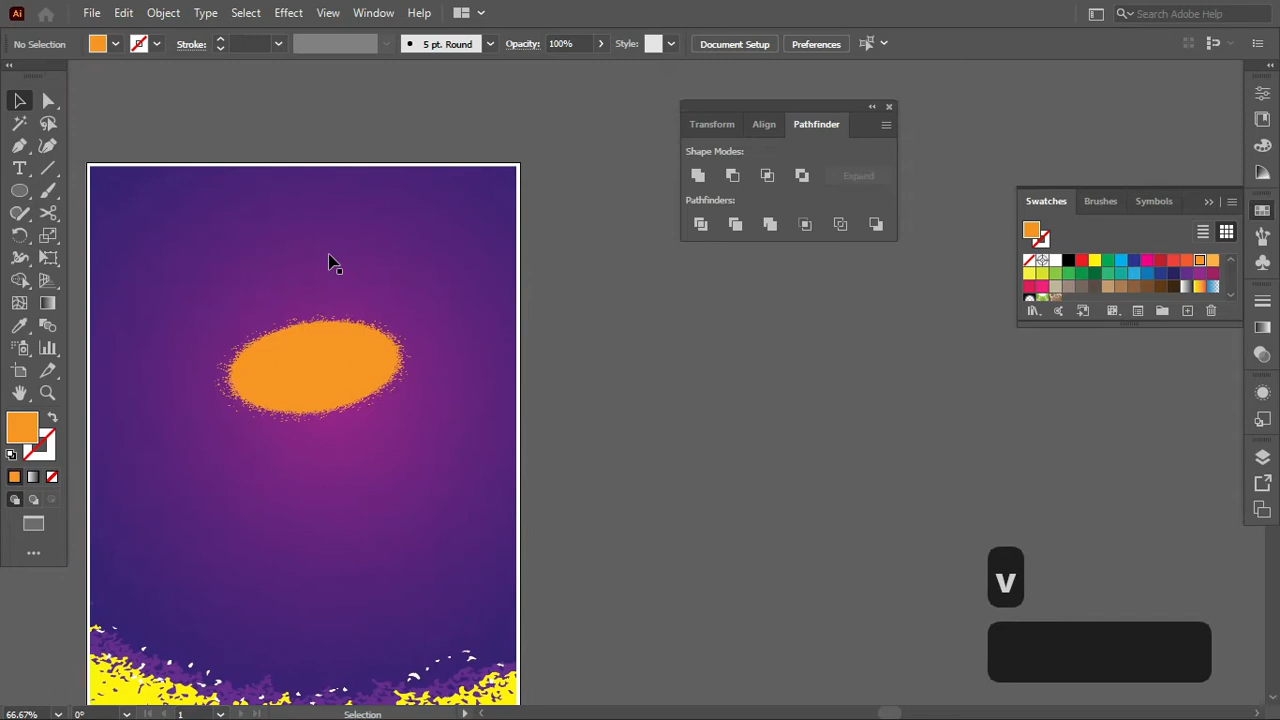 Ai File Edit Object Type Select Effect View Window Help Search Adobe Help
No Selection Stroke: 5 pt. Round Opacity: 100% Style: Document Setup Preferences
Transform Align Pathfinder
Shape Modes:
Expand
Pathfinders:
Swatches Brushes Symbols
T
v
66.67% 0° 1 Selection